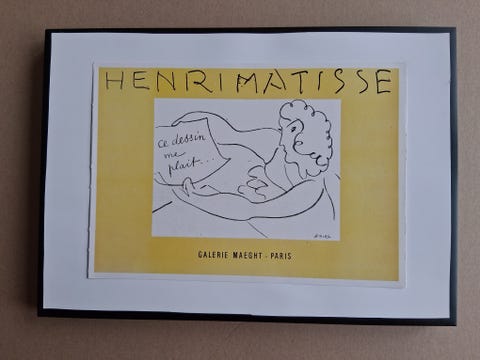 HENRI MATISSE
ce dessin
me
plait...
GALERIE MAEGHT - PARIS